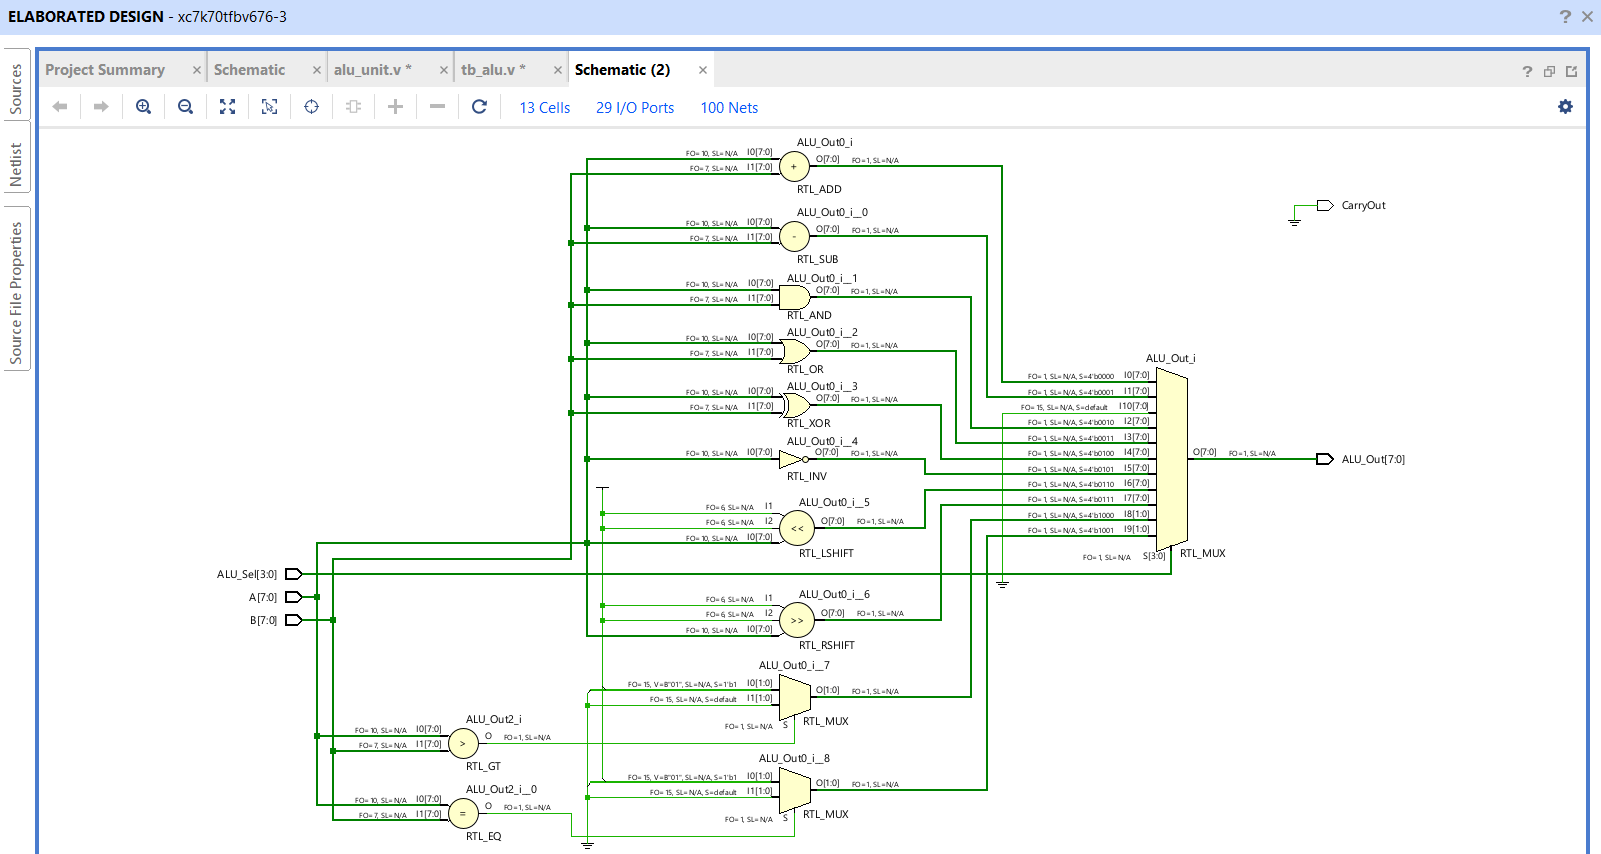 ELABORATED DESIGN - xc7k70tfbv676-3
? ×
Sources
Netlist
Source File Properties
Project Summary ×
Schematic ×
alu_unit.v * ×
tb_alu.v * ×
Schematic (2) ×
?
13 Cells 29 I/O Ports 100 Nets
ALU_Out0_i
FO=10, SL=N/A I0[7:0]
FO=7, SL=N/A I1[7:0]
+
O[7:0] FO=1, SL=N/A
RTL_ADD
CarryOut
ALU_Out0_i__0
FO=10, SL=N/A I0[7:0]
FO=7, SL=N/A I1[7:0]
-
O[7:0] FO=1, SL=N/A
RTL_SUB
ALU_Out0_i__1
FO=10, SL=N/A I0[7:0]
FO=7, SL=N/A I1[7:0]
O[7:0] FO=1, SL=N/A
RTL_AND
ALU_Out0_i__2
FO=10, SL=N/A I0[7:0]
FO=7, SL=N/A I1[7:0]
O[7:0] FO=1, SL=N/A
RTL_OR
ALU_Out0_i__3
FO=10, SL=N/A I0[7:0]
FO=7, SL=N/A I1[7:0]
O[7:0] FO=1, SL=N/A
RTL_XOR
ALU_Out0_i__4
FO=10, SL=N/A I0[7:0]
O[7:0] FO=1, SL=N/A
RTL_INV
ALU_Out0_i__5
FO=6, SL=N/A I1
FO=6, SL=N/A I2
FO=10, SL=N/A I0[7:0]
<<
O[7:0] FO=1, SL=N/A
RTL_LSHIFT
ALU_Out_i
FO=1, SL=N/A, S=4'b0000 I0[7:0]
FO=1, SL=N/A, S=4'b0001 I1[7:0]
FO=15, SL=N/A, S=default I10[7:0]
FO=1, SL=N/A, S=4'b0010 I2[7:0]
FO=1, SL=N/A, S=4'b0011 I3[7:0]
FO=1, SL=N/A, S=4'b0100 I4[7:0]
FO=1, SL=N/A, S=4'b0101 I5[7:0]
FO=1, SL=N/A, S=4'b0110 I6[7:0]
FO=1, SL=N/A, S=4'b0111 I7[7:0]
FO=1, SL=N/A, S=4'b1000 I8[1:0]
FO=1, SL=N/A, S=4'b1001 I9[1:0]
FO=1, SL=N/A S[3:0]
RTL_MUX
O[7:0] FO=1, SL=N/A
ALU_Out[7:0]
ALU_Sel[3:0]
A[7:0]
B[7:0]
ALU_Out0_i__6
FO=6, SL=N/A I1
FO=6, SL=N/A I2
FO=10, SL=N/A I0[7:0]
>>
O[7:0] FO=1, SL=N/A
RTL_RSHIFT
ALU_Out0_i__7
FO=15, V=B"01", SL=N/A, S=1'b1 I0[1:0]
FO=15, SL=N/A, S=default I1[1:0]
FO=1, SL=N/A S
O[1:0] FO=1, SL=N/A
RTL_MUX
ALU_Out2_i
FO=10, SL=N/A I0[7:0]
FO=7, SL=N/A I1[7:0]
>
O FO=1, SL=N/A
RTL_GT
ALU_Out0_i__8
FO=15, V=B"01", SL=N/A, S=1'b1 I0[1:0]
FO=15, SL=N/A, S=default I1[1:0]
FO=1, SL=N/A S
O[1:0] FO=1, SL=N/A
RTL_MUX
ALU_Out2_i__0
FO=10, SL=N/A I0[7:0]
FO=7, SL=N/A I1[7:0]
=
O FO=1, SL=N/A
RTL_EQ